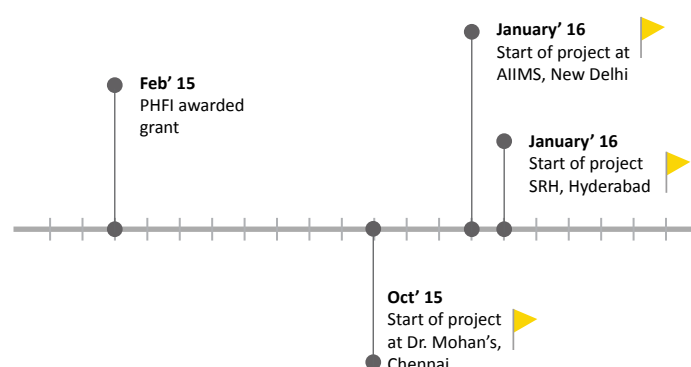 January’ 16
Start of project at
AIIMS, New Delhi
Feb’ 15
PHFI awarded
grant
January’ 16
Start of project
SRH, Hyderabad
Oct’ 15
Start of project
at Dr. Mohan’s,
Chennai